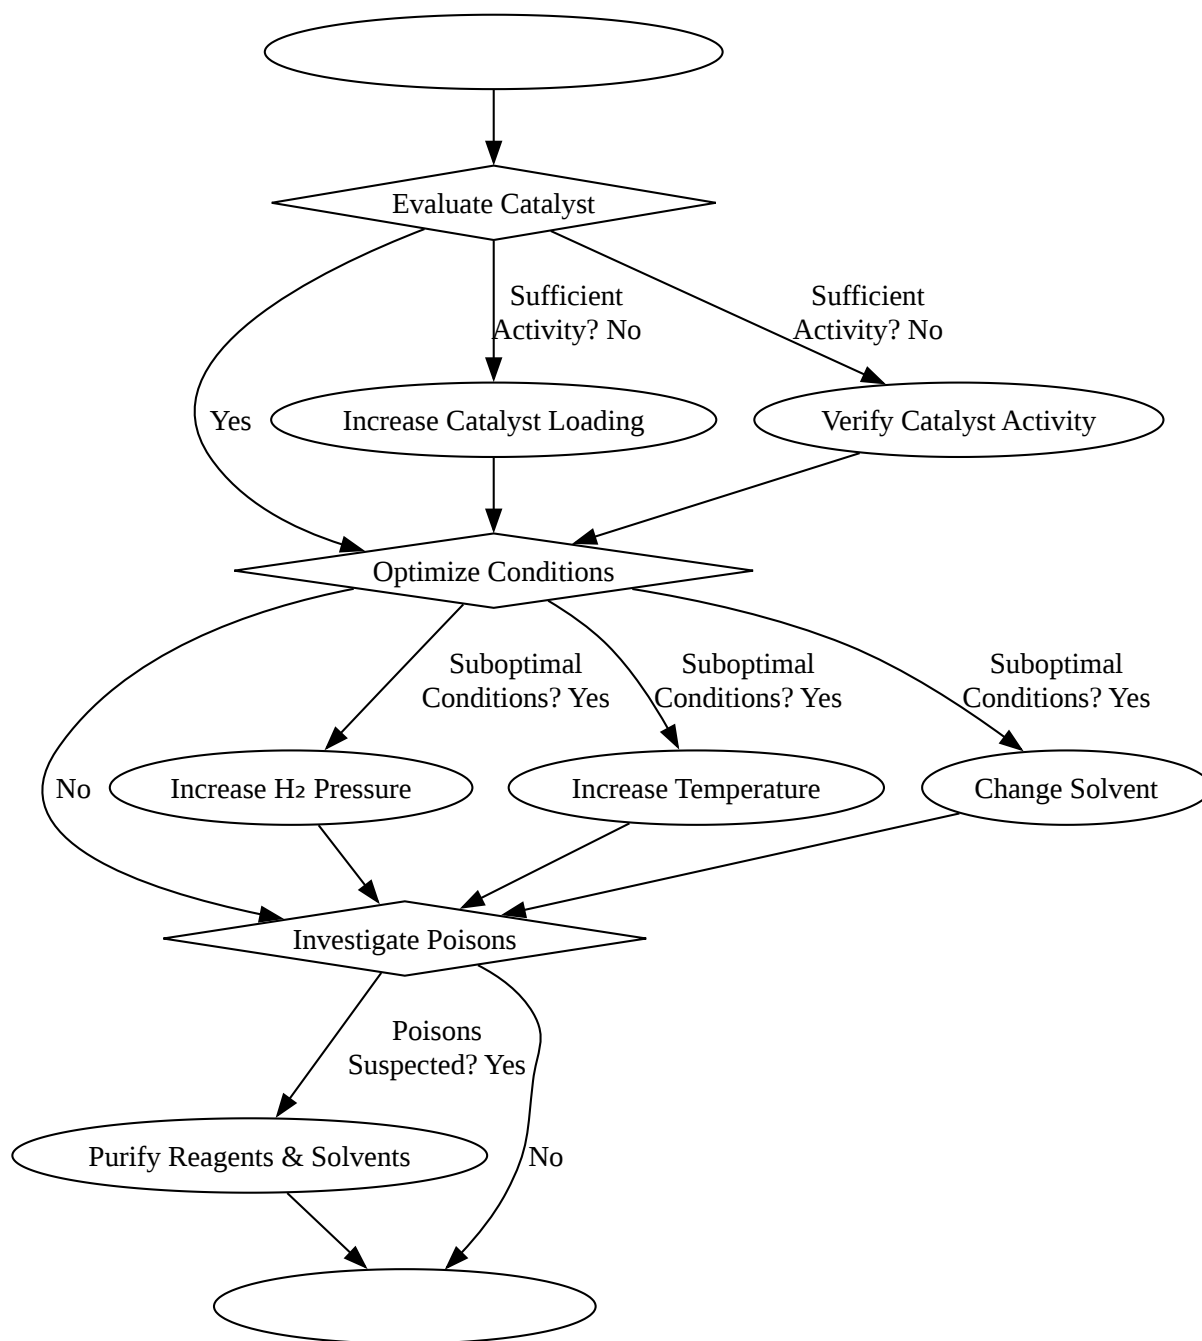 Evaluate Catalyst
Sufficient
Activity? No
Sufficient
Activity? No
Yes
Increase Catalyst Loading
Verify Catalyst Activity
Optimize Conditions
Suboptimal
Conditions? Yes
Suboptimal
Conditions? Yes
Suboptimal
Conditions? Yes
No
Increase H₂ Pressure
Increase Temperature
Change Solvent
Investigate Poisons
Poisons
Suspected? Yes
Purify Reagents & Solvents
No